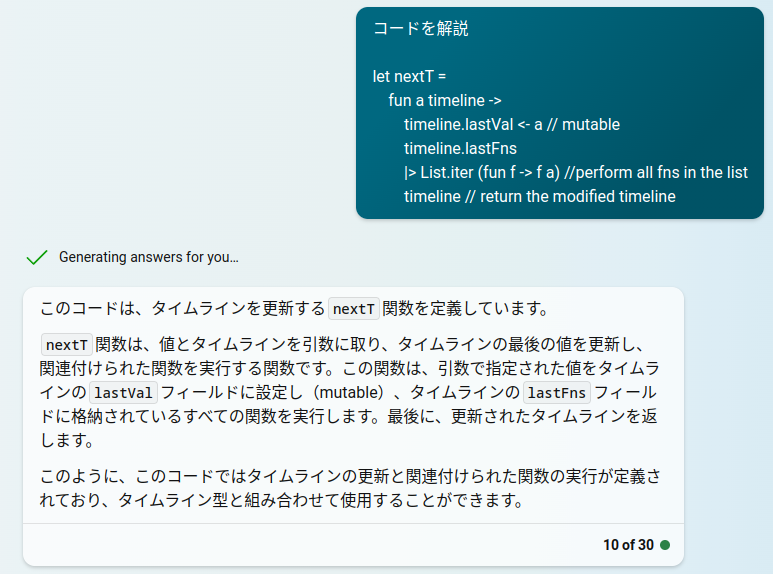 コードを解説
let nextT =
fun a timeline ->
timeline.lastVal <- a // mutable
timeline.lastFns
|> List.iter (fun f -> f a) //perform all fns in the list
timeline // return the modified timeline
Generating answers for you…
このコードは、タイムラインを更新する nextT 関数を定義しています。
nextT 関数は、値とタイムラインを引数に取り、タイムラインの最後の値を更新し、
関連付けられた関数を実行する関数です。この関数は、引数で指定された値をタイムラ
インの lastVal フィールドに設定し（mutable）、タイムラインの lastFns フィール
ドに格納されているすべての関数を実行します。最後に、更新されたタイムラインを返
します。
このように、このコードではタイムラインの更新と関連付けられた関数の実行が定義さ
れており、タイムライン型と組み合わせて使用することができます。
10 of 30